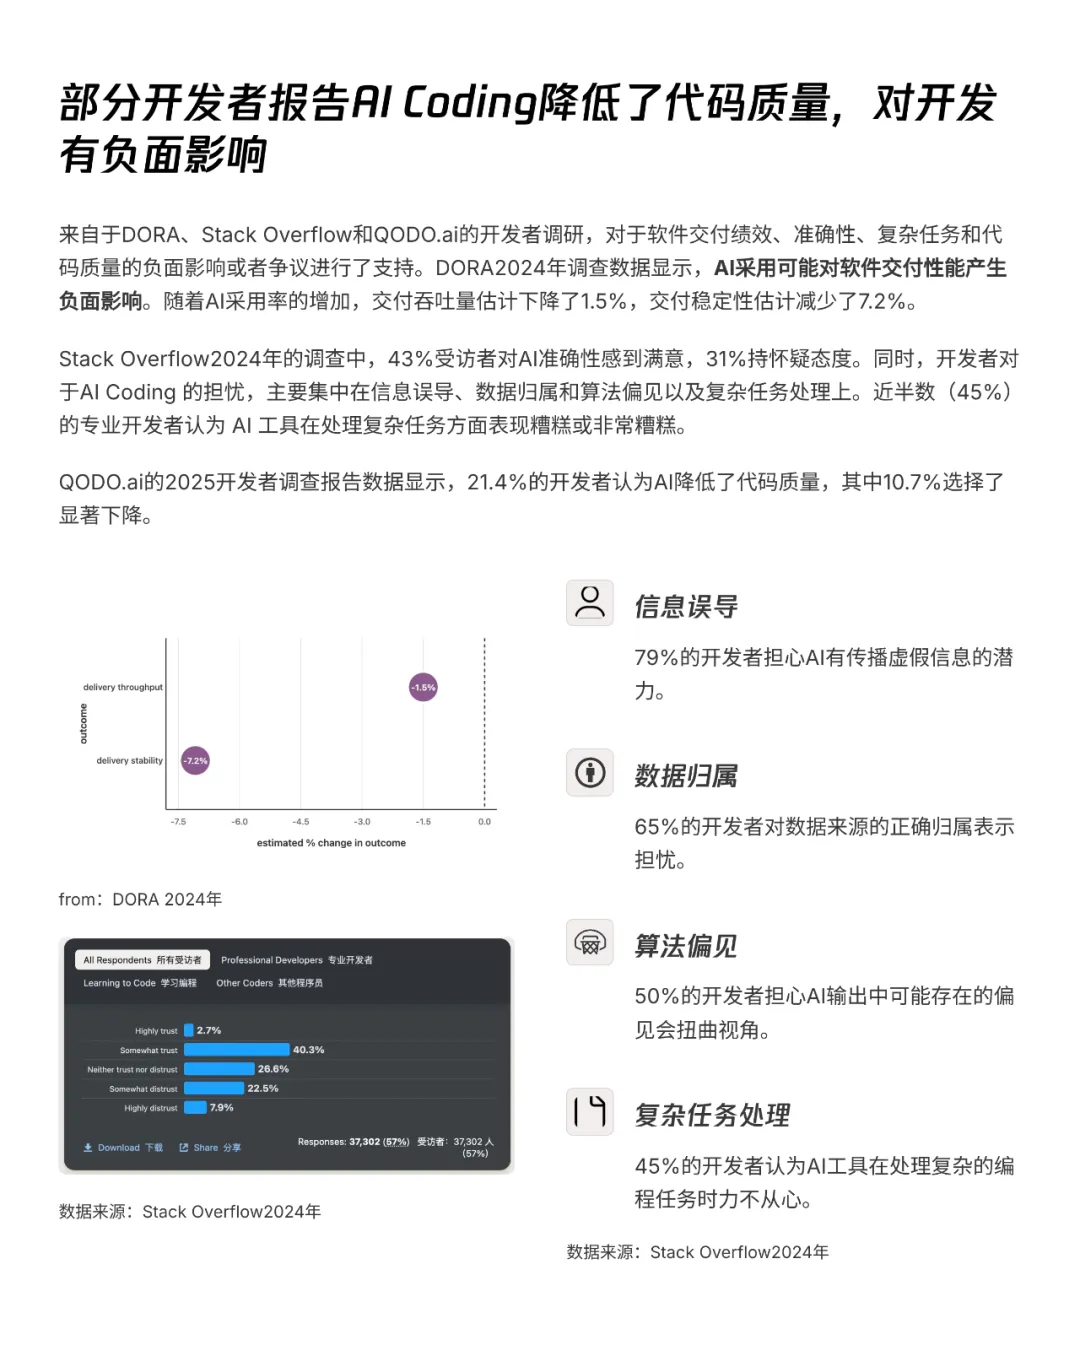 部分开发者报告AI Coding降低了代码质量，对开发
有负面影响
来自于DORA、Stack Overflow和QODO.ai的开发者调研，对于软件交付绩效、准确性、复杂任务和代
码质量的负面影响或者争议进行了支持。DORA2024年调查数据显示，AI采用可能对软件交付性能产生
负面影响。随着AI采用率的增加，交付吞吐量估计下降了1.5%，交付稳定性估计减少了7.2%。
Stack Overflow2024年的调查中，43%受访者对AI准确性感到满意，31%持怀疑态度。同时，开发者对
于AI Coding 的担忧，主要集中在信息误导、数据归属和算法偏见以及复杂任务处理上。近半数（45%）
的专业开发者认为 AI 工具在处理复杂任务方面表现糟糕或非常糟糕。
QODO.ai的2025开发者调查报告数据显示，21.4%的开发者认为AI降低了代码质量，其中10.7%选择了
显著下降。
outcome
delivery throughput
-1.5%
delivery stability
-7.2%
-7.5 -6.0 -4.5 -3.0 -1.5 0.0
estimated % change in outcome
from：DORA 2024年
All Respondents 所有受访者 Professional Developers 专业开发者
Learning to Code 学习编程 Other Coders 其他程序员
Highly trust 2.7%
Somewhat trust 40.3%
Neither trust nor distrust 26.6%
Somewhat distrust 22.5%
Highly distrust 7.9%
Download 下载 Share 分享 Responses: 37,302 (57%) 受访者：37,302 人
(57%)
数据来源：Stack Overflow2024年
信息误导
79%的开发者担心AI有传播虚假信息的潜
力。
数据归属
65%的开发者对数据来源的正确归属表示
担忧。
算法偏见
50%的开发者担心AI输出中可能存在的偏
见会扭曲视角。
复杂任务处理
45%的开发者认为AI工具在处理复杂的编
程任务时力不从心。
数据来源：Stack Overflow2024年